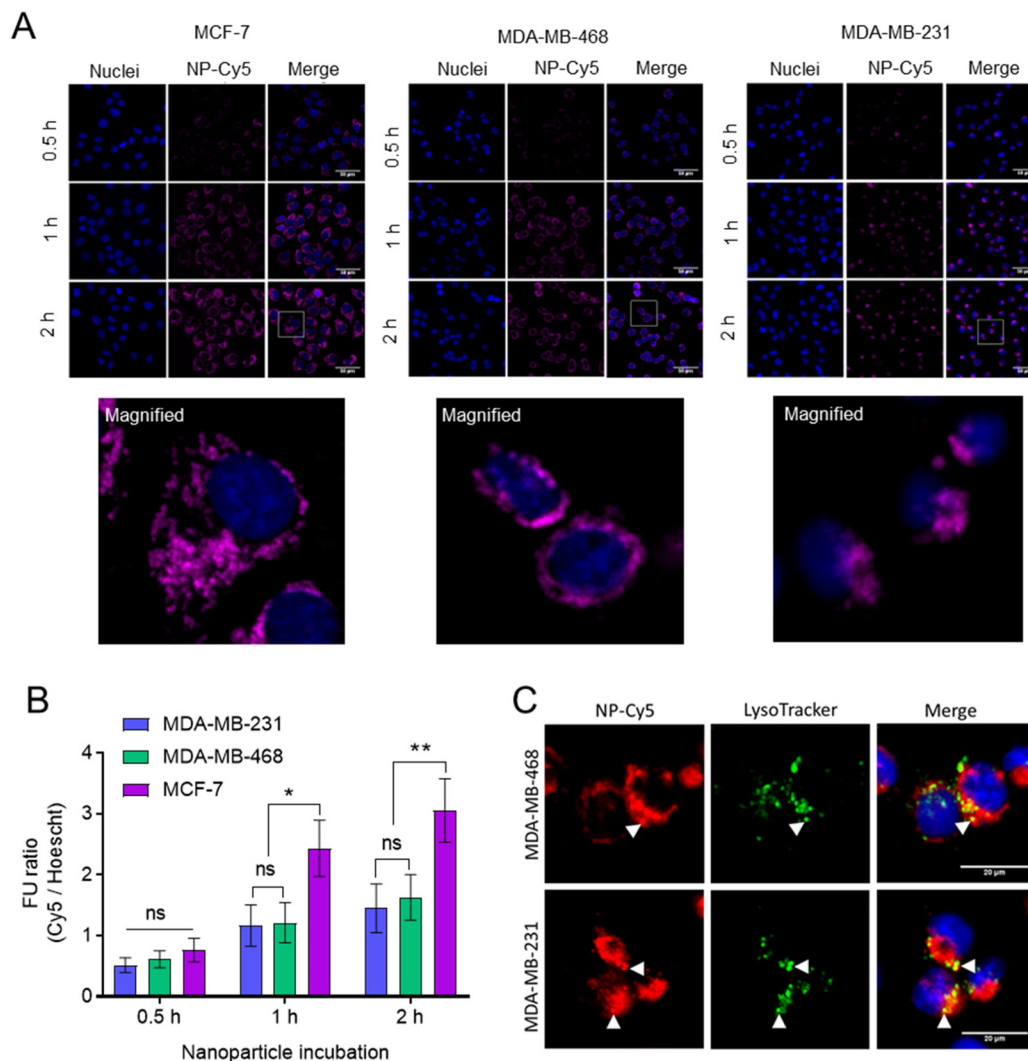 A
MCF-7
MDA-MB-468
MDA-MB-231
Nuclei NP-Cy5 Merge
Nuclei NP-Cy5 Merge
Nuclei NP-Cy5 Merge
0.5 h
1 h
2 h
0.5 h
1 h
2 h
0.5 h
1 h
2 h
Magnified
Magnified
Magnified
B
MDA-MB-231
MDA-MB-468
MCF-7
FU ratio
(Cy5 / Hoescht)
4
3
2
1
0
ns
ns
*
ns
**
0.5 h 1 h 2 h
Nanoparticle incubation
C
NP-Cy5 LysoTracker Merge
MDA-MB-468
20 µm
MDA-MB-231
20 µm